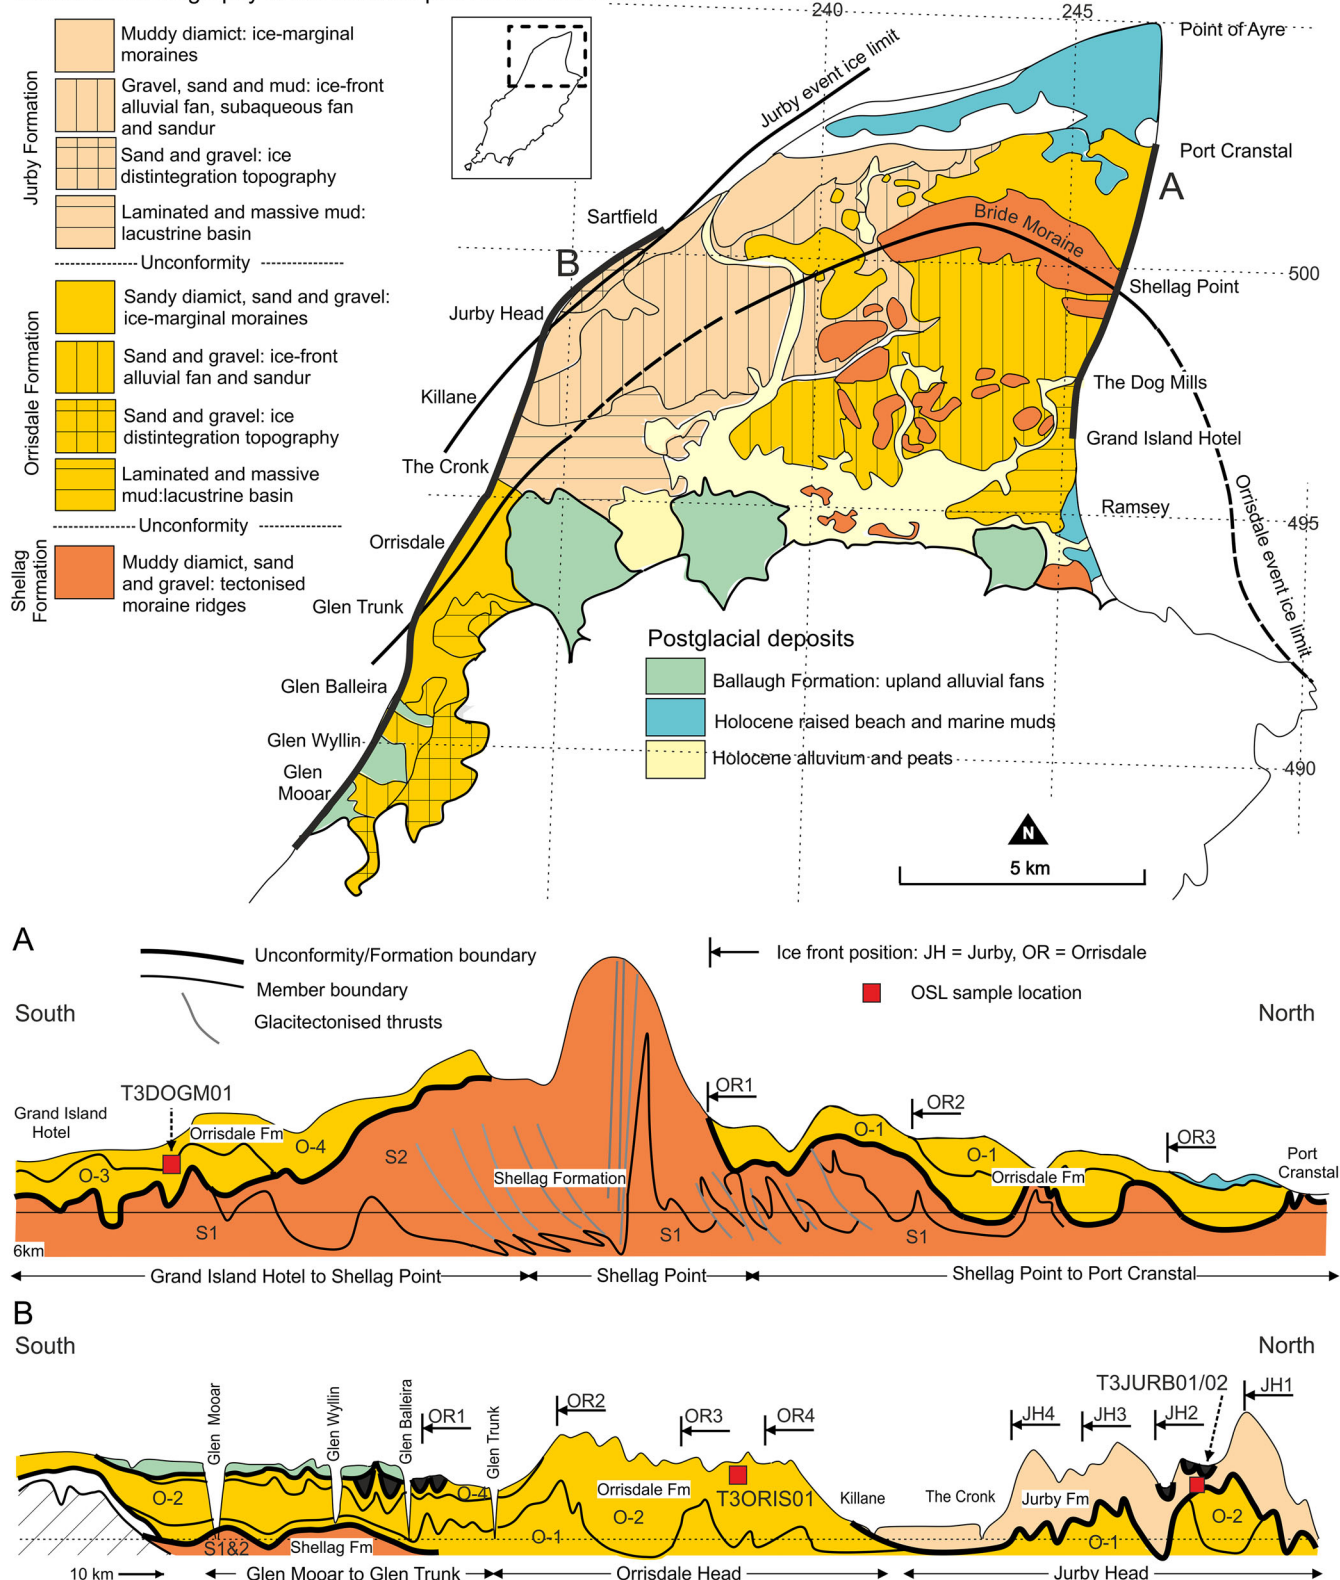 Jurby Formation
Muddy diamict: ice-marginal
moraines
Gravel, sand and mud: ice-front
alluvial fan, subaqueous fan
and sandur
Sand and gravel: ice
distintegration topography
Laminated and massive mud:
lacustrine basin
Unconformity
Orrisdale Formation
Sandy diamict, sand and gravel:
ice-marginal moraines
Sand and gravel: ice-front
alluvial fan and sandur
Sand and gravel: ice
distintegration topography
Laminated and massive
mud:lacustrine basin
Unconformity
Shellag
Formation
Muddy diamict, sand
and gravel: tectonised
moraine ridges
240
245
Point of Ayre
Jurby event ice limit
Port Cranstal
A
Sartfield
Bride Moraine
B
500
Shellag Point
Jurby Head
The Dog Mills
Killane
Grand Island Hotel
The Cronk
Ramsey
495
Orrisdale
Orrisdale event ice limit
Glen Trunk
Postglacial deposits
Glen Balleira
Ballaugh Formation: upland alluvial fans
Holocene raised beach and marine muds
Glen Wyllin
Holocene alluvium and peats
490
Glen
Mooar
N
5 km
A
Unconformity/Formation boundary
Member boundary
Glacitectonised thrusts
Ice front position: JH = Jurby, OR = Orrisdale
OSL sample location
South
North
T3DOGM01
OR1
OR2
OR3
Grand Island
Hotel
Orrisdale Fm
O-4
O-3
S2
Shellag Formation
O-1
O-1
Orrisdale Fm
Port
Cranstal
S1
S1
S1
6km
Grand Island Hotel to Shellag Point
Shellag Point
Shellag Point to Port Cranstal
B
South
North
Glen Mooar
Glen Wyllin
Glen Balleira
Glen Trunk
OR1
OR2
OR3
OR4
T3JURB01/02
JH4
JH3
JH2
JH1
O-2
O-4
Orrisdale Fm
T3ORIS01
O-2
O-1
Killane
The Cronk
Jurby Fm
O-1
O-2
S1&2
Shellag Fm
10 km
Glen Mooar to Glen Trunk
Orrisdale Head
Jurby Head